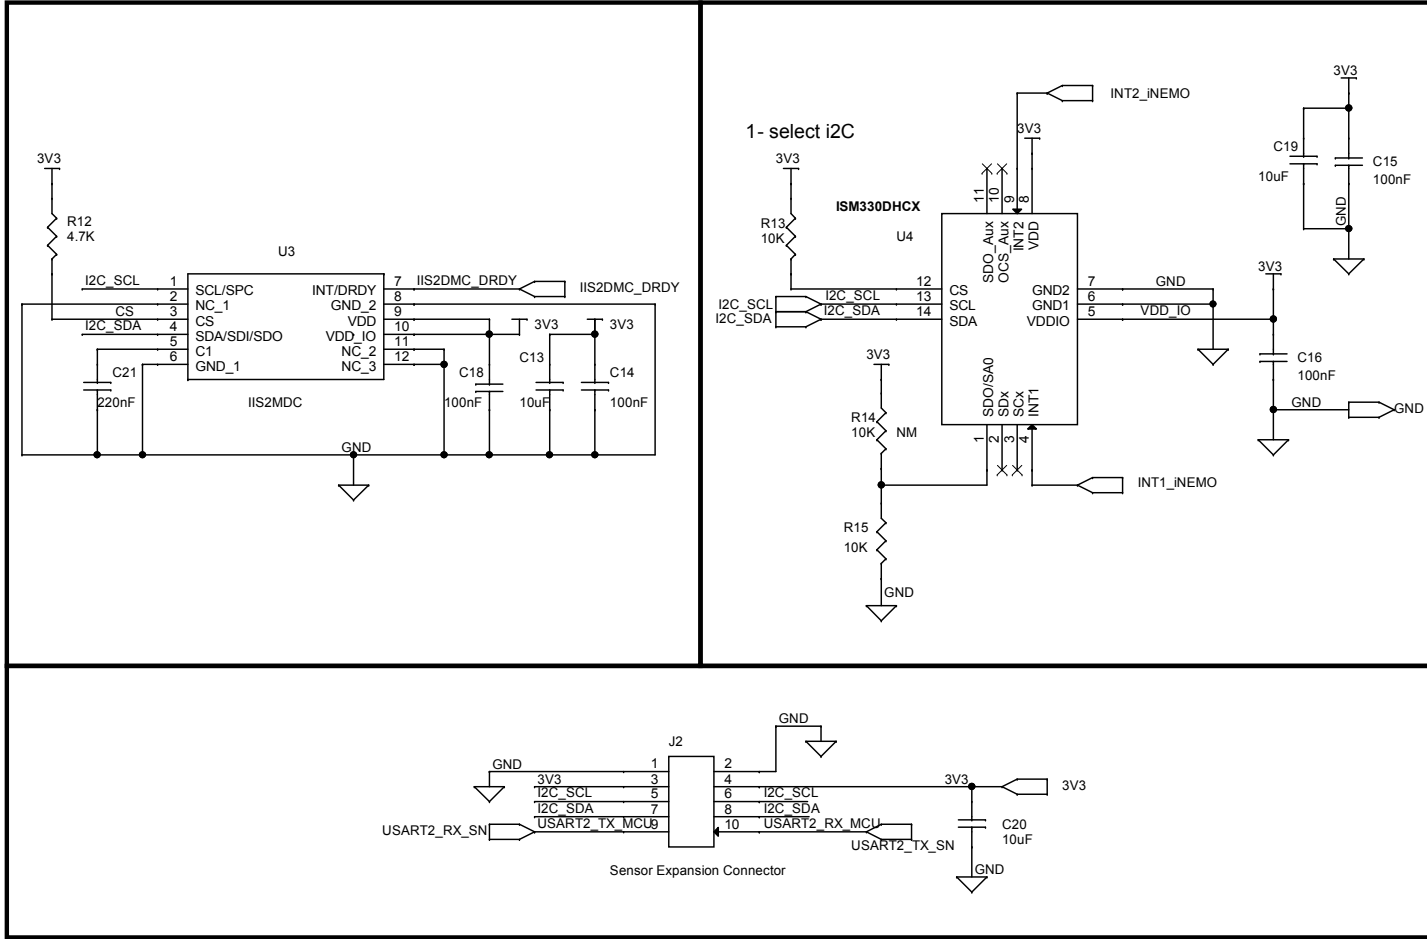 3V3
R12
4.7K
U3
I2C_SCL
1
SCL/SPC
INT/DRDY
7
IIS2DMC_DRDY
IIS2DMC_DRDY
2
NC_1
GND_2
8
CS
3
CS
VDD
9
3V3
3V3
I2C_SDA
4
SDA/SDI/SDO
VDD_IO
10
5
C1
NC_2
11
6
GND_1
NC_3
12
C21
220nF
IIS2MDC
C18
100nF
C13
10uF
C14
100nF
GND
1- select i2C
3V3
R13
10K
ISM330DHCX
U4
INT2_iNEMO
3V3
11
10
9
8
SDO_Aux
OCS_Aux
INT2
VDD
12
CS
I2C_SCL
I2C_SCL
13
SCL
I2C_SDA
I2C_SDA
14
SDA
GND2
7
GND
GND1
6
VDDIO
5
VDD_IO
SDO/SA0
SDx
SCx
INT1
1
2
3
4
3V3
R14
10K
NM
R15
10K
GND
INT1_iNEMO
3V3
C19
10uF
C15
100nF
GND
3V3
C16
100nF
GND
GND
J2
GND
GND
1
2
3V3
3
4
3V3
3V3
I2C_SCL
5
6
I2C_SCL
I2C_SDA
7
8
I2C_SDA
USART2_RX_SN
USART2_TX_MCU
9
10
USART2_RX_MCU
USART2_TX_SN
C20
10uF
GND
Sensor Expansion Connector